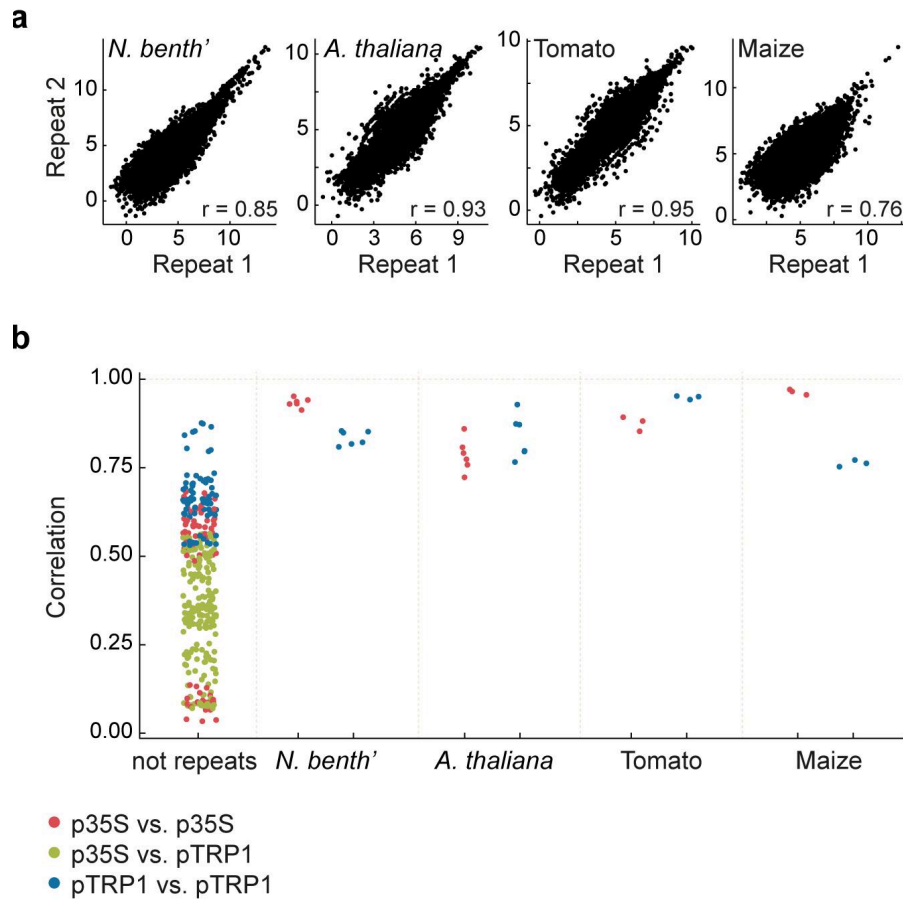 a
N. benth’ A. thaliana Tomato Maize
Repeat 2
10
5
0
r = 0.85
0 5 10
Repeat 1
10
5
0
r = 0.93
0 3 6 9
Repeat 1
10
5
0
r = 0.95
0 5 10
Repeat 1
10
5
0
r = 0.76
5 10
Repeat 1
b
Correlation
1.00
0.75
0.50
0.25
0.00
not repeats N. benth’ A. thaliana Tomato Maize
p35S vs. p35S
p35S vs. pTRP1
pTRP1 vs. pTRP1